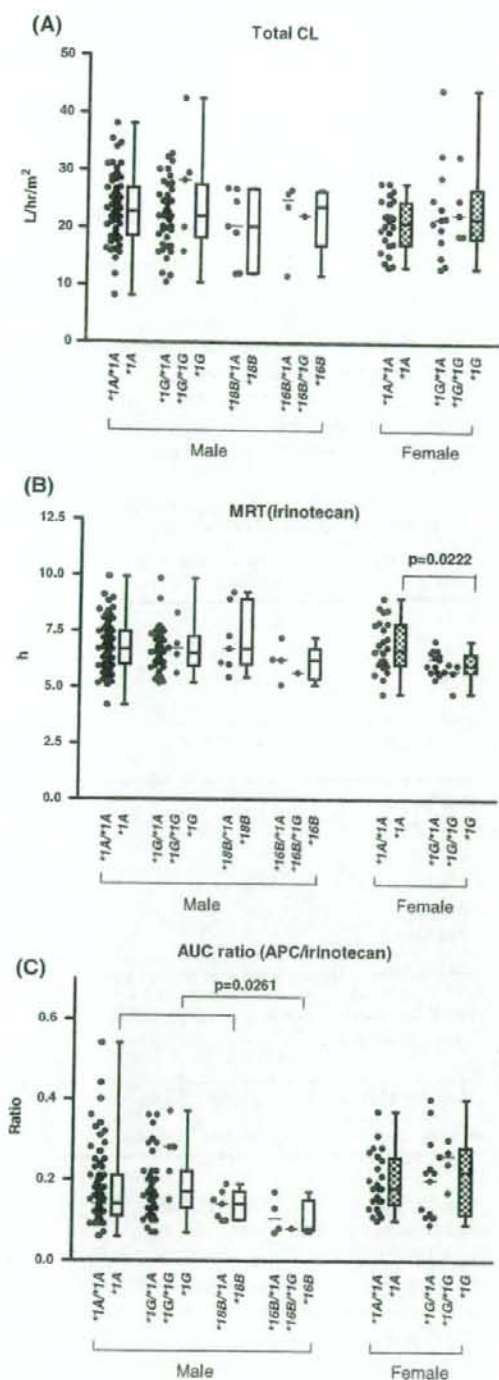 (A)
Total CL
50
40
30
20
10
0
L/hr/m²
*1A/*1A
*1A
*1G/*1A
*1G/*1G
*1G
*18B/*1A
*18B
*16B/*1A
*16B/*1G
*16B
*1A/*1A
*1A
*1G/*1A
*1G/*1G
*1G
Male
Female
(B)
MRT(irinotecan)
12.5
10.0
7.5
5.0
2.5
0.0
h
p=0.0222
*1A/*1A
*1A
*1G/*1A
*1G/*1G
*1G
*18B/*1A
*18B
*16B/*1A
*16B/*1G
*16B
*1A/*1A
*1A
*1G/*1A
*1G/*1G
*1G
Male
Female
(C)
AUC ratio (APC/irinotecan)
p=0.0261
0.6
0.4
0.2
0.0
Ratio
*1A/*1A
*1A
*1G/*1A
*1G/*1G
*1G
*18B/*1A
*18B
*16B/*1A
*16B/*1G
*16B
*1A/*1A
*1A
*1G/*1A
*1G/*1G
*1G
Male
Female